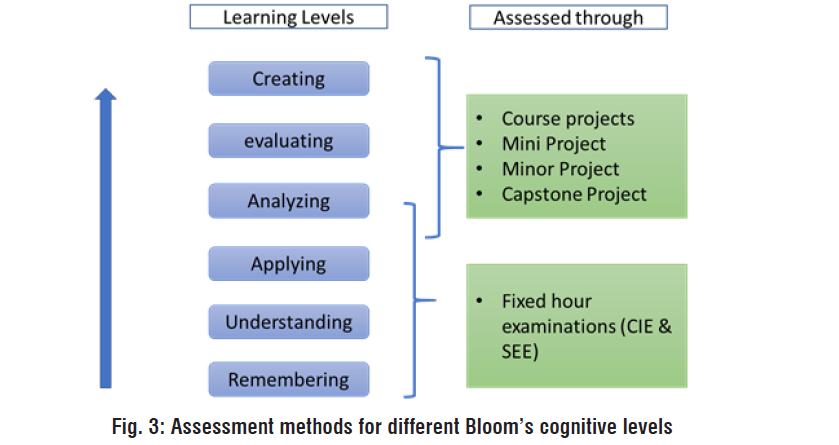 Learning Levels
Assessed through
Creating
evaluating
Analyzing
Applying
Understanding
Remembering
• Course projects
• Mini Project
• Minor Project
• Capstone Project
• Fixed hour
examinations (CIE &
SEE)
Fig. 3: Assessment methods for different Bloom’s cognitive levels